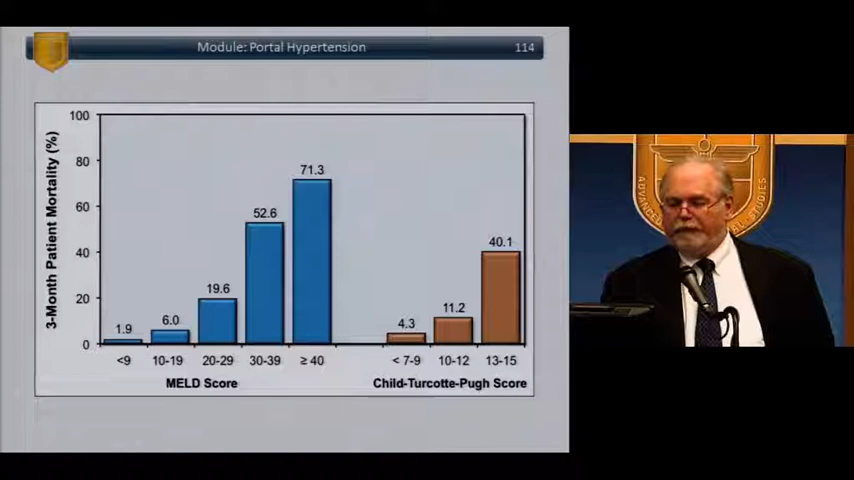 Module: Portal Hypertension 114
3-Month Patient Mortality (%)
100
80
60
40
20
0
1.9
6.0
19.6
52.6
71.3
4.3
11.2
40.1
<9 10-19 20-29 30-39 ≥ 40 < 7-9 10-12 13-15
MELD Score Child-Turcotte-Pugh Score
ADVANCED
STUDIES